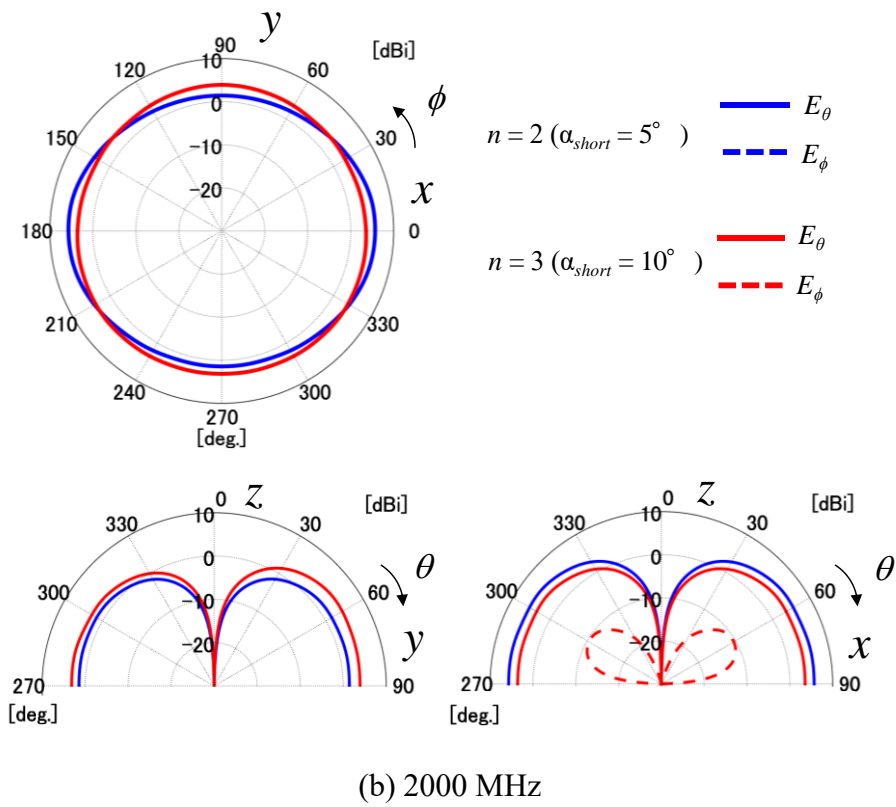 y
[dBi]
10
90
120
60
ϕ
0
150
30
-10
-20
x
180
0
210
330
240
300
270
[deg.]
n = 2 (α_short = 5° )
E_θ
E_ϕ
n = 3 (α_short = 10° )
E_θ
E_ϕ
0 z
[dBi]
10
330
30
0
θ
300
60
-10
-20
y
270
90
[deg.]
0 z
[dBi]
10
330
30
0
θ
300
60
-10
-20
x
270
90
[deg.]
(b) 2000 MHz